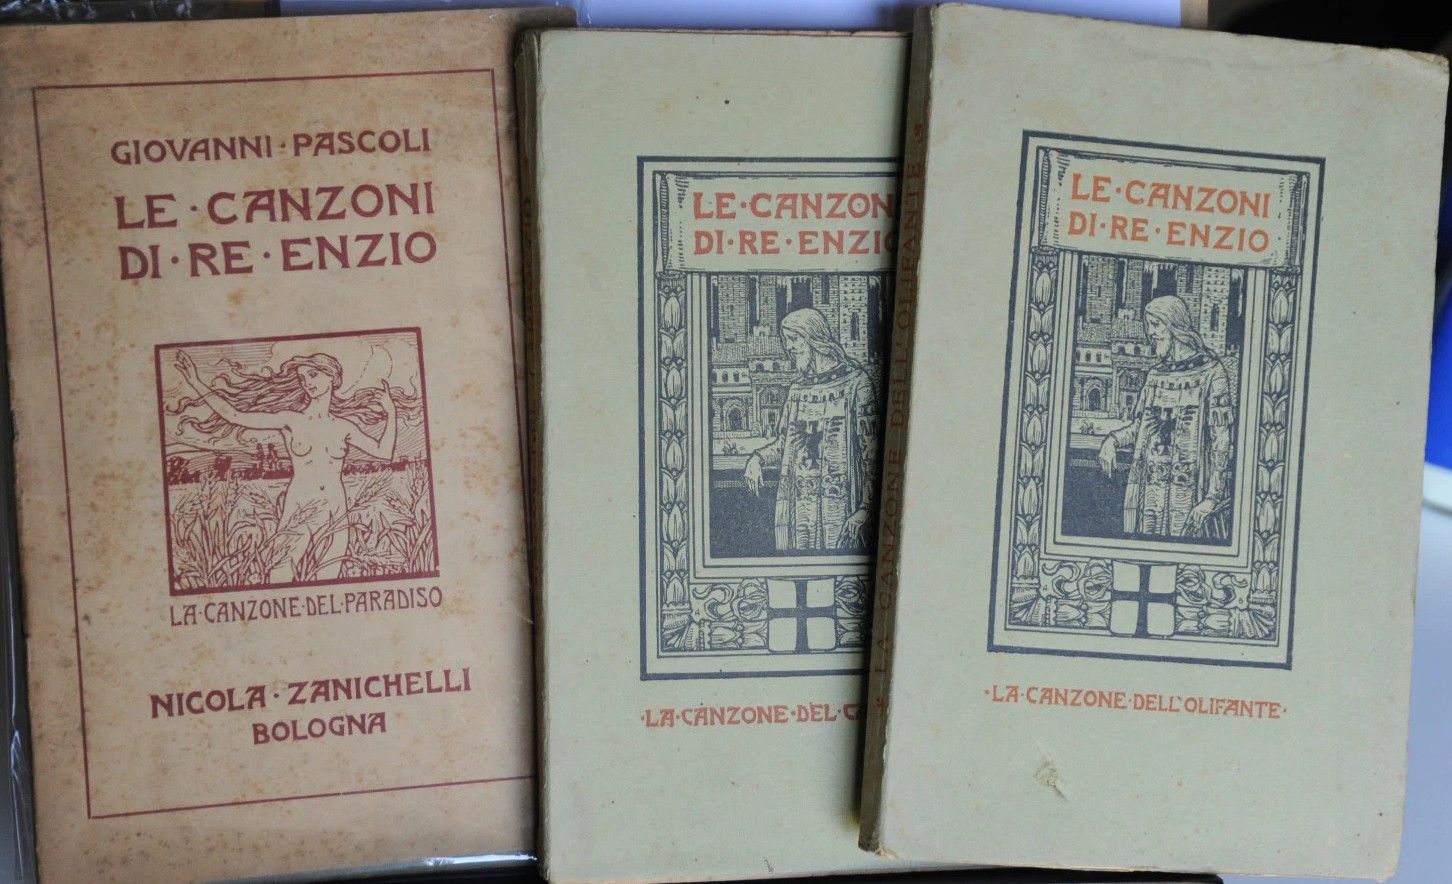 GIOVANNI · PASCOLI
LE · CANZONI
DI · RE · ENZIO
LA · CANZONE · DEL · PARADISO
NICOLA · ZANICHELLI
BOLOGNA
LE · CANZON
DI · RE · ENZIO
· LA · CANZONE · DEL ·
LA CANZONE DELL'OLIFANTE
LE · CANZONI
DI · RE · ENZIO
· LA · CANZONE · DELL'OLIFANTE ·